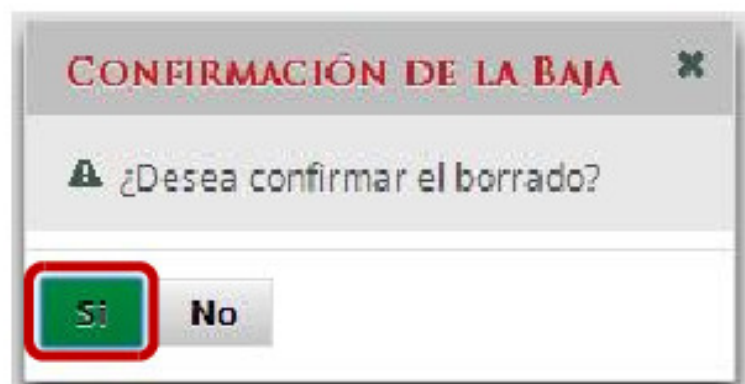 CONFIRMACIÓN DE LA BAJA
¿Desea confirmar el borrado?
Si No